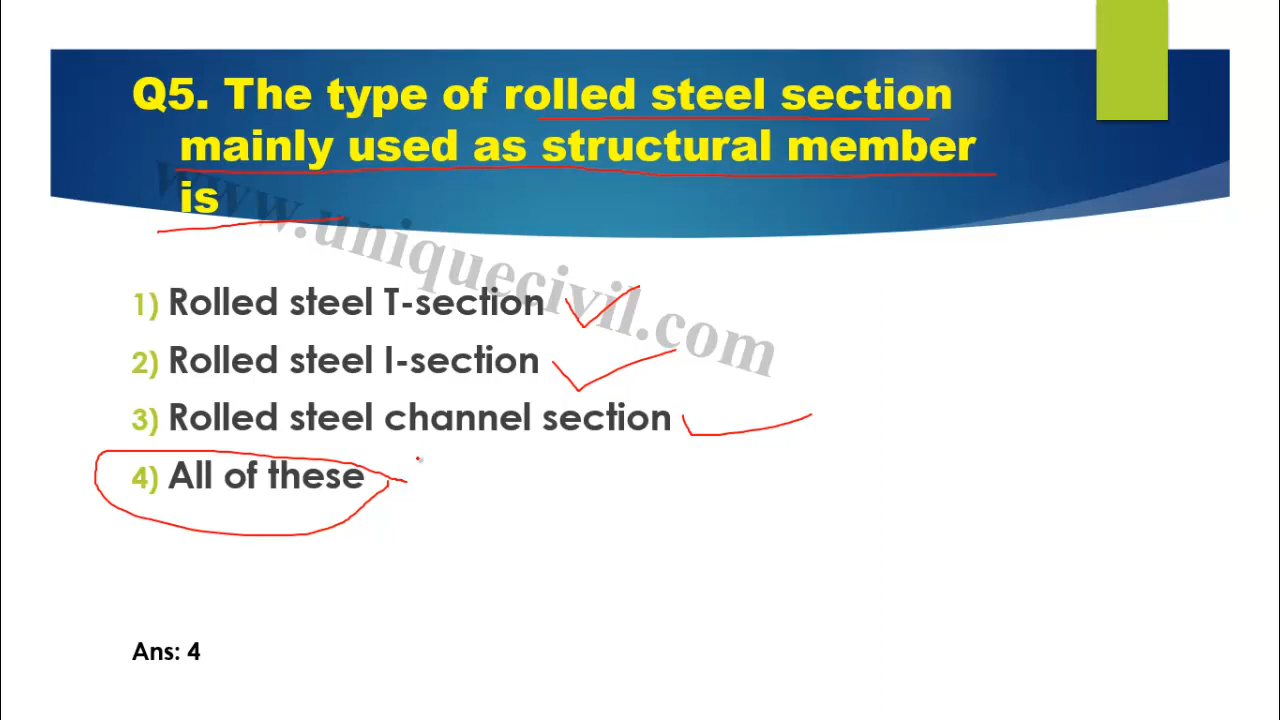 Q5. The type of rolled steel section
mainly used as structural member
is
www.uniquecivil.com
1) Rolled steel T-section
2) Rolled steel I-section
3) Rolled steel channel section
4) All of these
Ans: 4